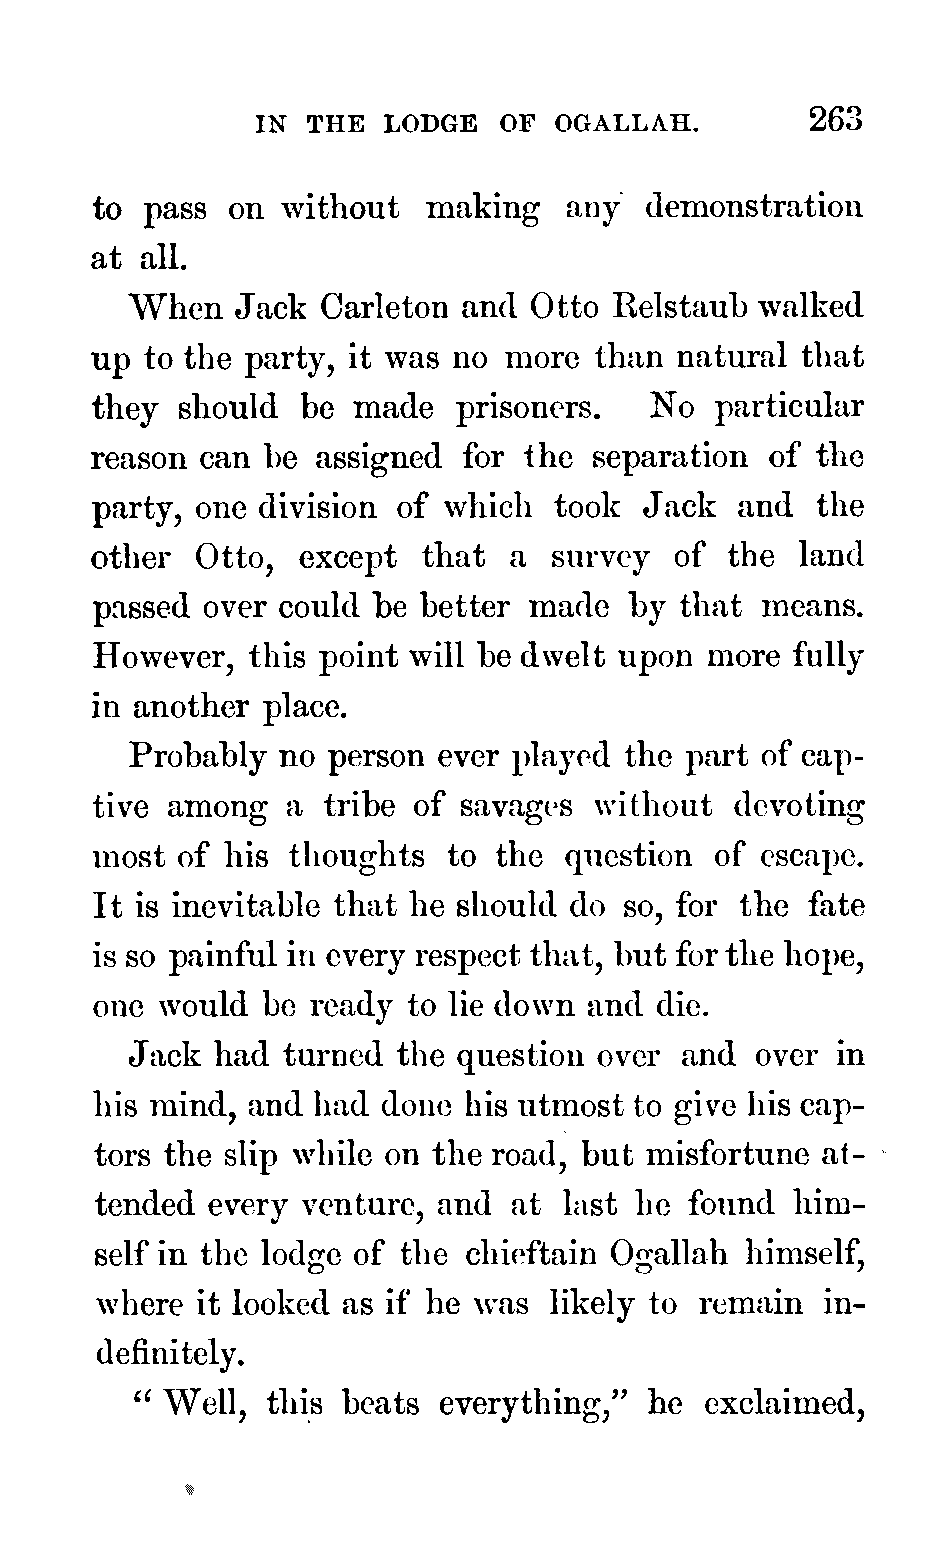 IN THE LODGE OF OGALLAH. 263
to pass on without making any demonstration
at all.
When Jack Carleton and Otto Relstaub walked
up to the party, it was no more than natural that
they should be made prisoners. No particular
reason can be assigned for the separation of the
party, one division of which took Jack and the
other Otto, except that a survey of the land
passed over could be better made by that means.
However, this point will be dwelt upon more fully
in another place.
Probably no person ever played the part of cap-
tive among a tribe of savages without devoting
most of his thoughts to the question of escape.
It is inevitable that he should do so, for the fate
is so painful in every respect that, but for the hope,
one would be ready to lie down and die.
Jack had turned the question over and over in
his mind, and had done his utmost to give his cap-
tors the slip while on the road, but misfortune at-
tended every venture, and at last he found him-
self in the lodge of the chieftain Ogallah himself,
where it looked as if he was likely to remain in-
definitely.
“ Well, this beats everything,” he exclaimed,